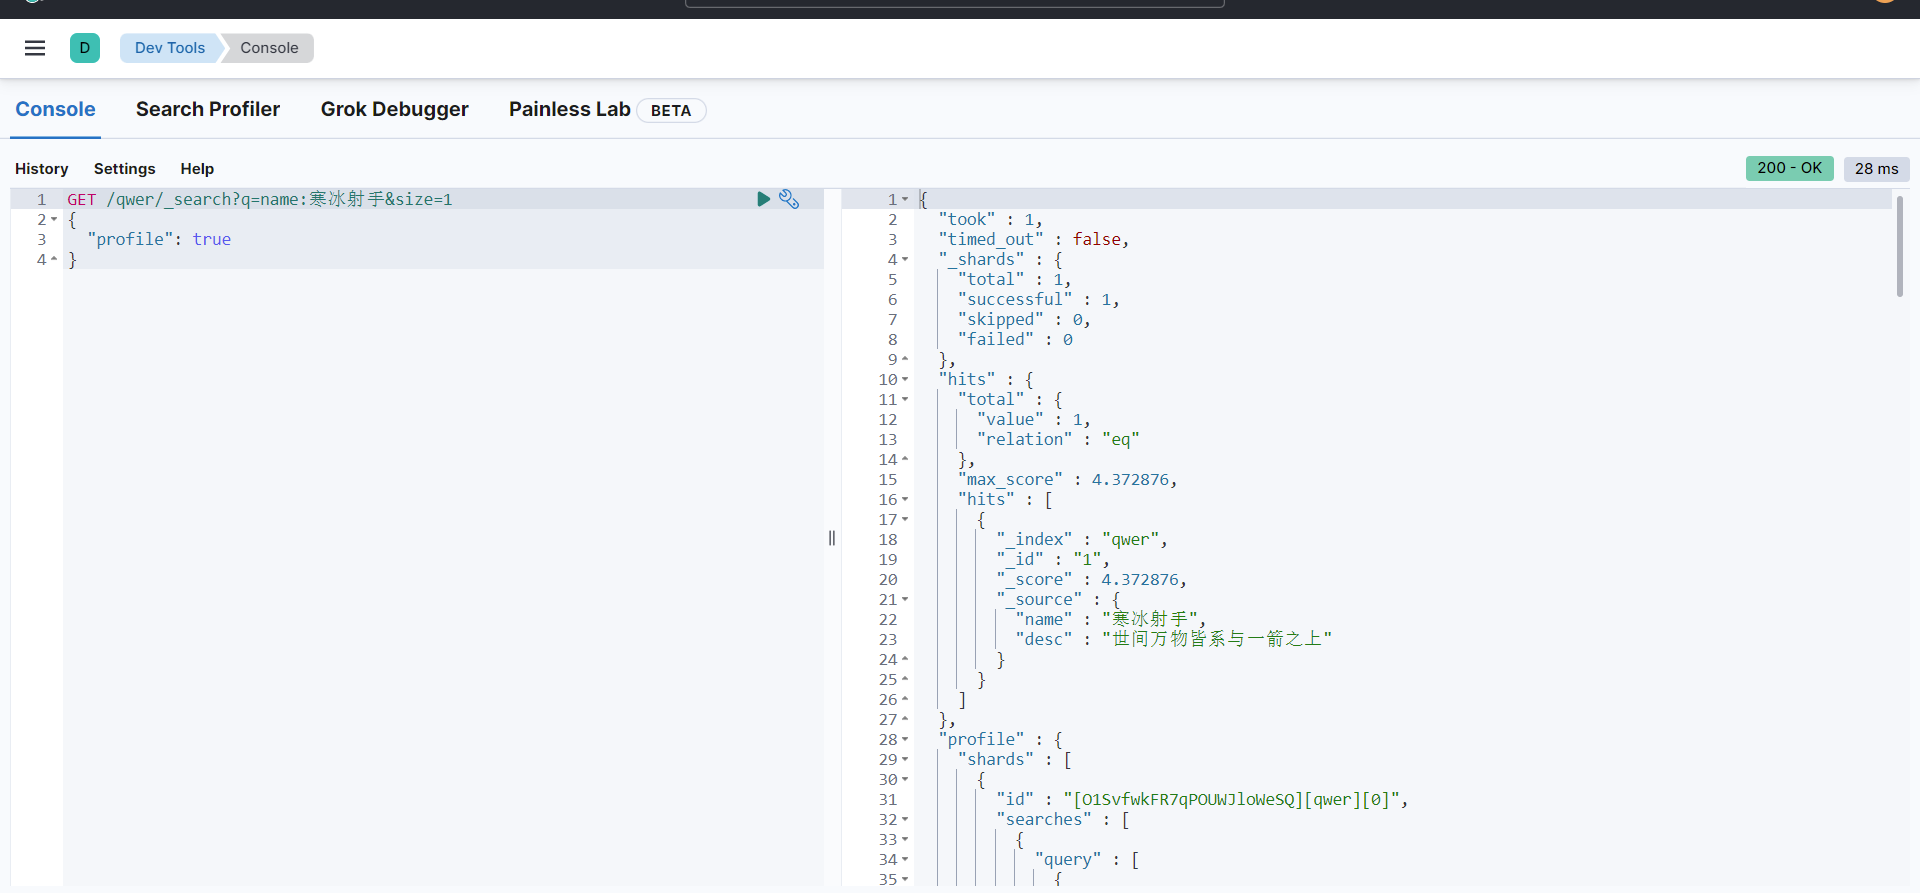 D Dev Tools Console
Console Search Profiler Grok Debugger Painless Lab BETA
History Settings Help 200 - OK 28 ms
1 GET /qwer/_search?q=name:寒冰射手&size=1
2 {
3 "profile": true
4 }
1 {
2 "took" : 1,
3 "timed_out" : false,
4 "_shards" : {
5 "total" : 1,
6 "successful" : 1,
7 "skipped" : 0,
8 "failed" : 0
9 },
10 "hits" : {
11 "total" : {
12 "value" : 1,
13 "relation" : "eq"
14 },
15 "max_score" : 4.372876,
16 "hits" : [
17 {
18 "_index" : "qwer",
19 "_id" : "1",
20 "_score" : 4.372876,
21 "_source" : {
22 "name" : "寒冰射手",
23 "desc" : "世间万物皆系与一箭之上"
24 }
25 }
26 ]
27 },
28 "profile" : {
29 "shards" : [
30 {
31 "id" : "[O1SvfwkFR7qPOUWJloWeSQ][qwer][0]",
32 "searches" : [
33 {
34 "query" : [
35 {